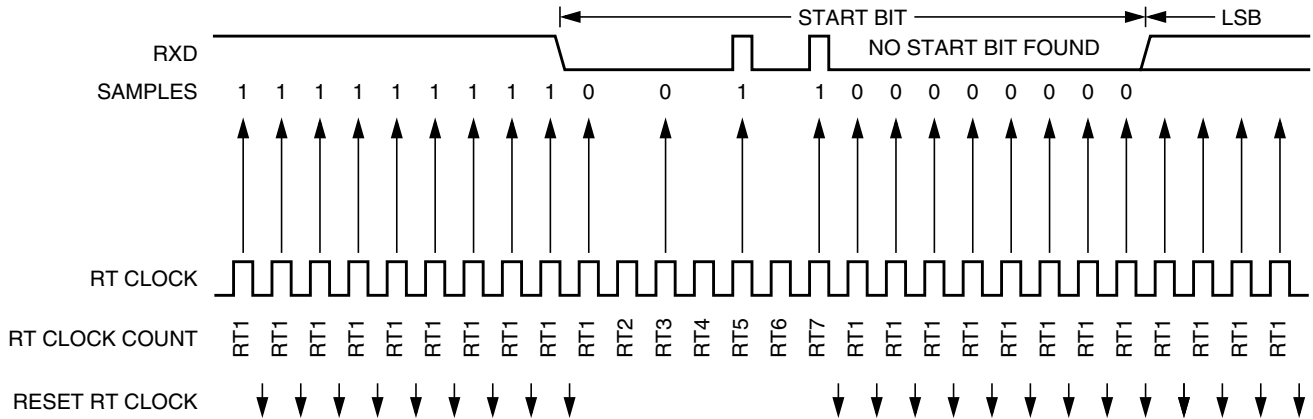 START BIT LSB
RXD NO START BIT FOUND
SAMPLES 1 1 1 1 1 1 1 1 1 0 0 1 1 0 0 0 0 0 0 0 0
RT CLOCK
RT CLOCK COUNT RT1 RT1 RT1 RT1 RT1 RT1 RT1 RT1 RT1 RT1 RT2 RT3 RT4 RT5 RT6 RT7 RT1 RT1 RT1 RT1 RT1 RT1 RT1 RT1 RT1 RT1 RT1 RT1
RESET RT CLOCK